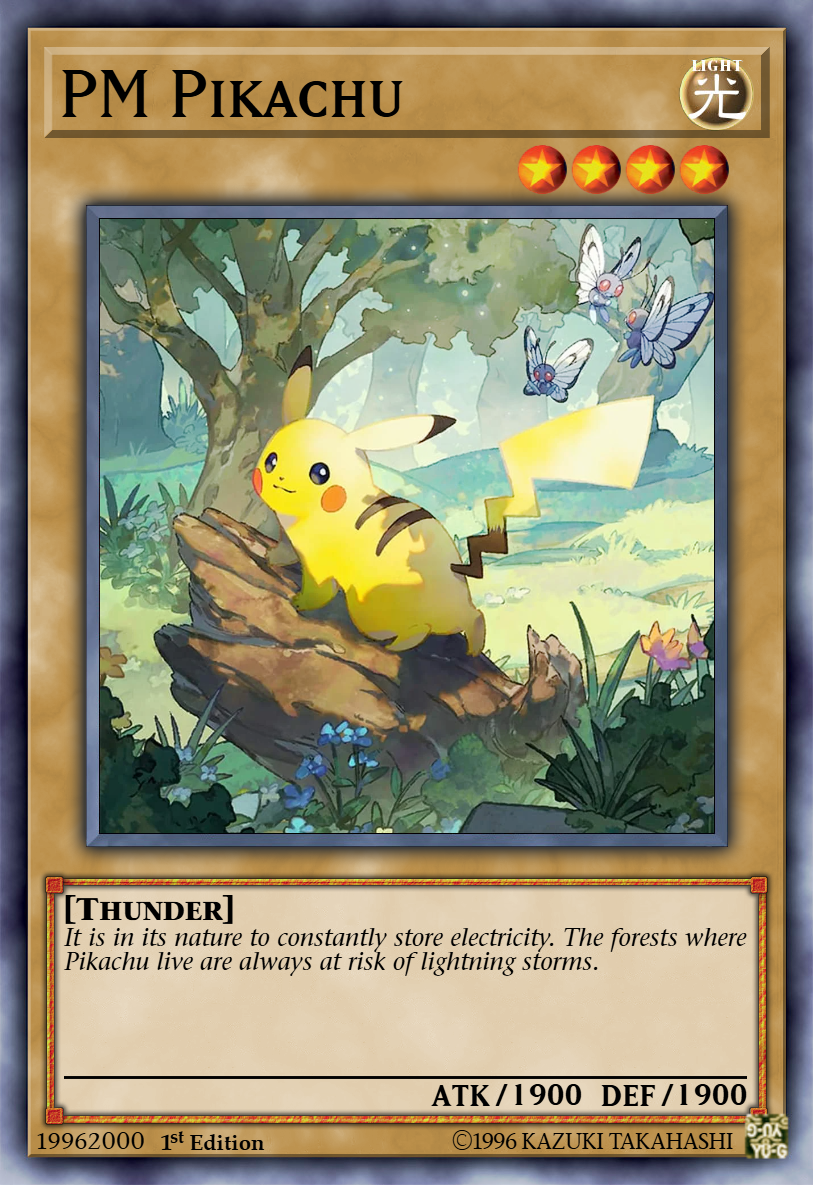 PM Pikachu
LIGHT
光
[Thunder]
It is in its nature to constantly store electricity. The forests where
Pikachu live are always at risk of lightning storms.
ATK/1900 DEF/1900
19962000 1st Edition ©1996 KAZUKI TAKAHASHI